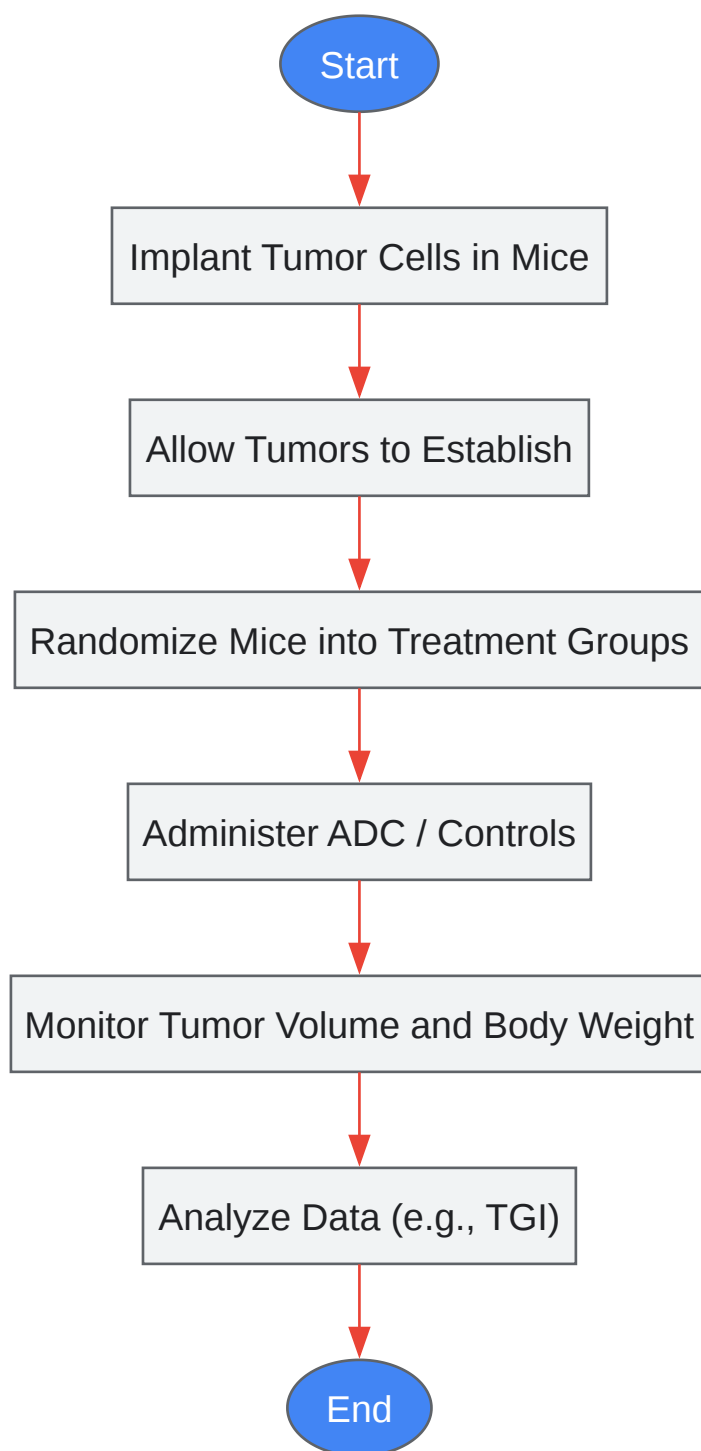 Start
Implant Tumor Cells in Mice
Allow Tumors to Establish
Randomize Mice into Treatment Groups
Administer ADC / Controls
Monitor Tumor Volume and Body Weight
Analyze Data (e.g., TGI)
End